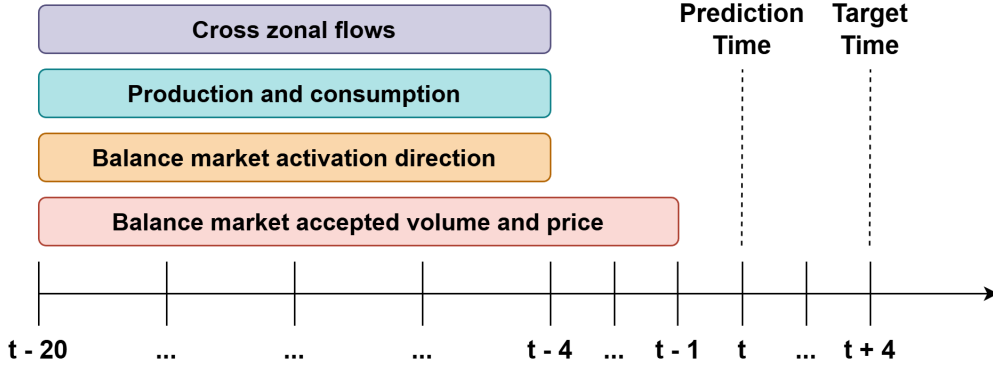 Cross zonal flows
Prediction Time
Target Time
Production and consumption
Balance market activation direction
Balance market accepted volume and price
t - 20 ... ... ... t - 4 ... t - 1 t ... t + 4